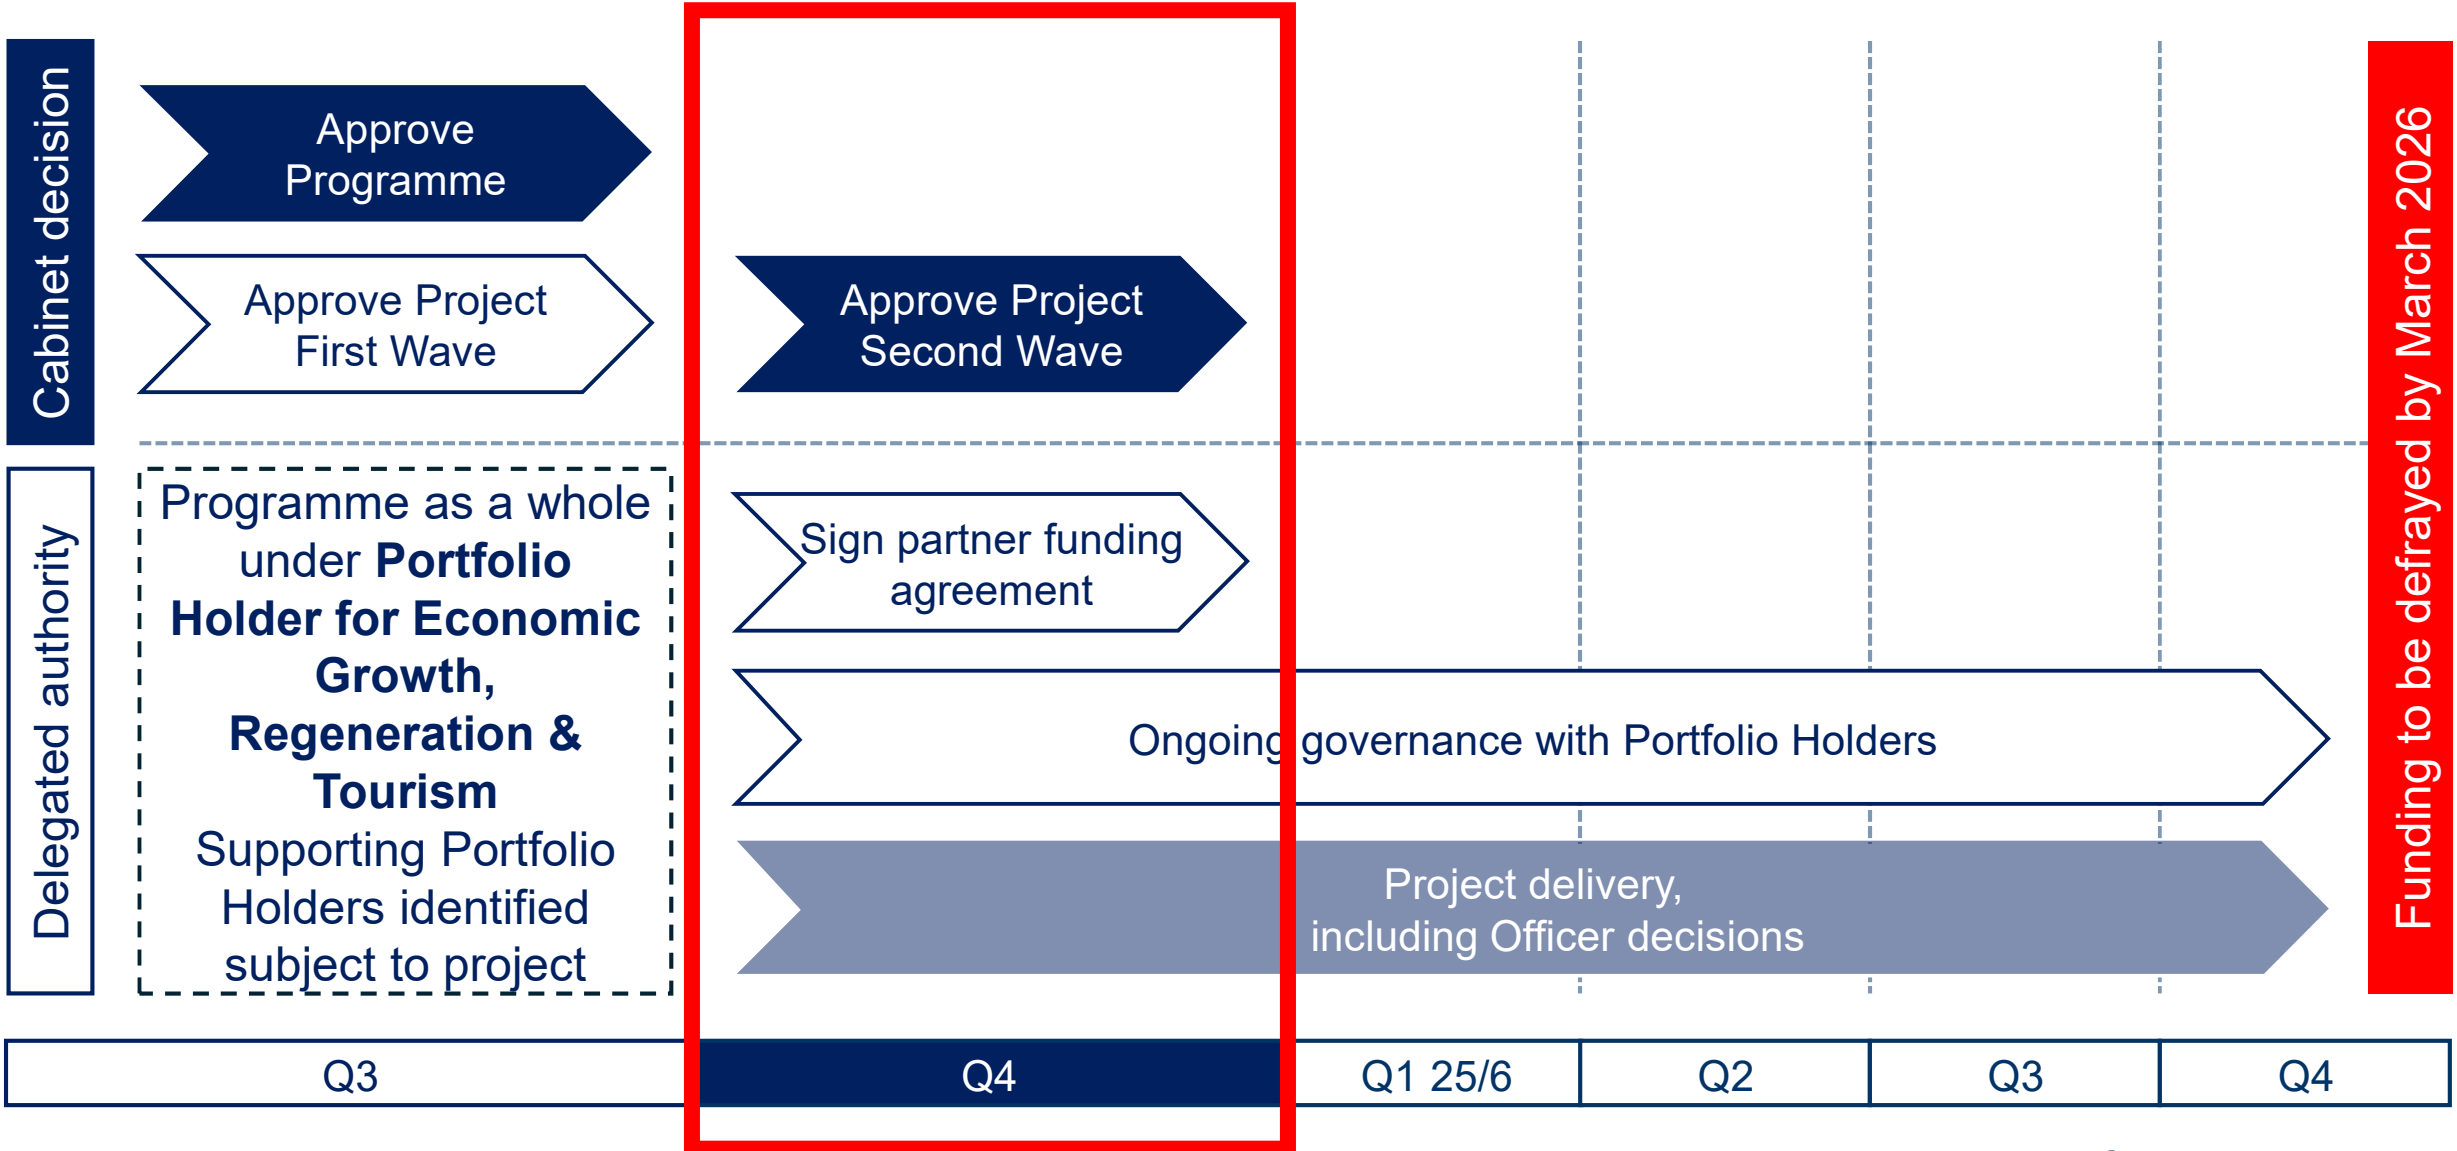 Cabinet decision
Approve
Programme
Approve Project
First Wave
Approve Project
Second Wave
Delegated authority
Programme as a whole
under Portfolio
Holder for Economic
Growth,
Regeneration &
Tourism
Supporting Portfolio
Holders identified
subject to project
Sign partner funding
agreement
Ongoing governance with Portfolio Holders
Project delivery,
including Officer decisions
Funding to be defrayed by March 2026
Q3
Q4
Q1 25/6
Q2
Q3
Q4